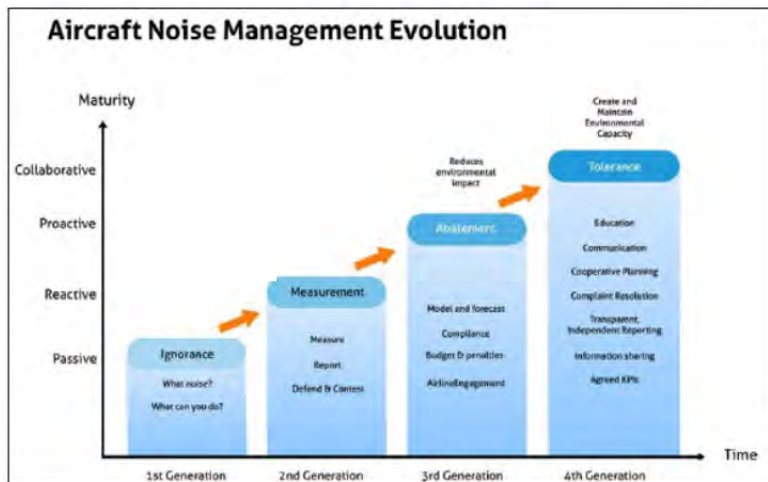 Aircraft Noise Management Evolution
Maturity
Collaborative
Proactive
Reactive
Passive
Ignorance
What noise?
What can you do?
Measurement
Measure
Report
Defend & Contest
Reduces
environmental
impact
Abatement
Model and forecast
Compliance
Budget & penalties
AirlineEngagement
Create and
Maintain
Environmental
Capacity
Tolerance
Education
Communication
Cooperative Planning
Complaint Resolution
Transparent,
Independent Reporting
Information sharing
Agreed KPIs
1st Generation
2nd Generation
3rd Generation
4th Generation
Time